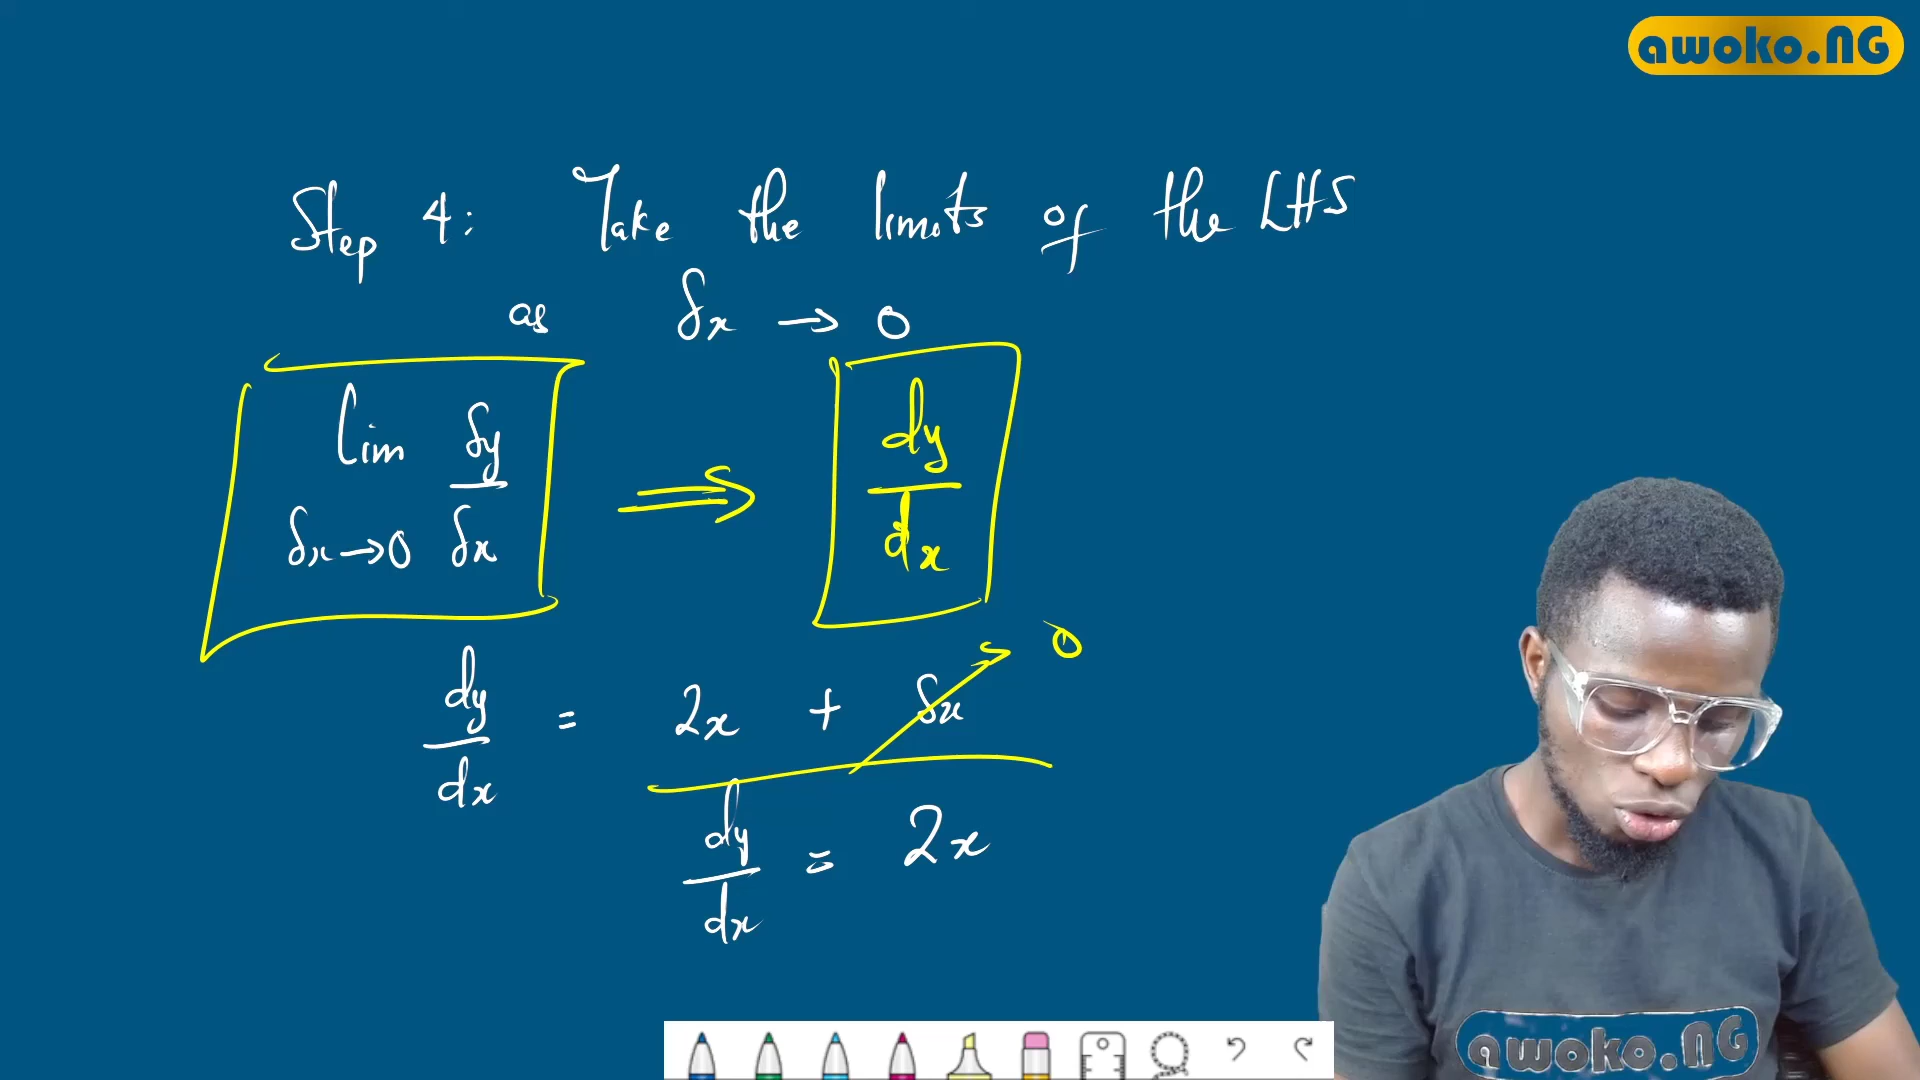 awoko.NG
Step 4: Take the limits of the LHS
as δx → 0
lim δy
δx→0 δx
⇒
dy
dx
0
dy
dx = 2x + δx
dy
dx = 2x
awoko.NG